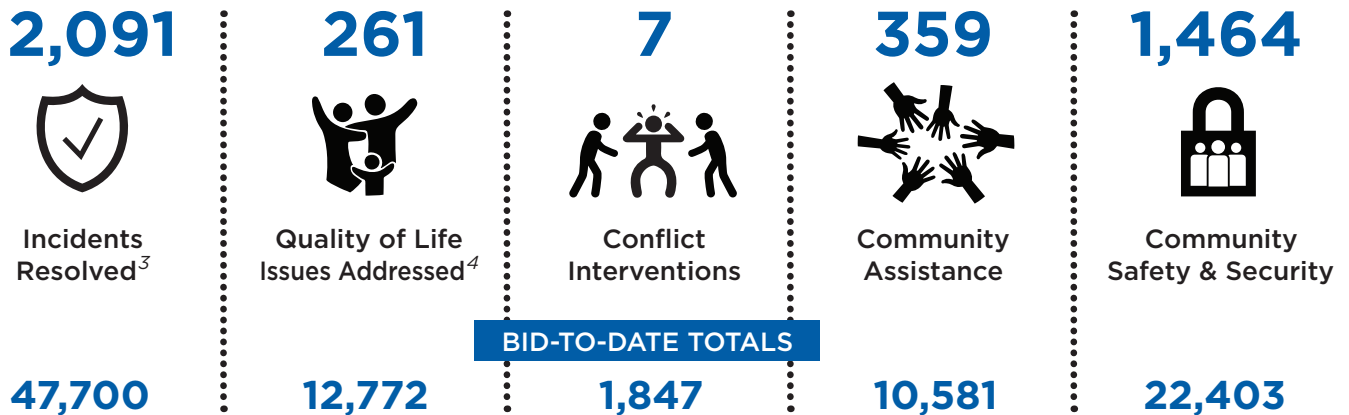 2,091
261
7
359
1,464
Incidents
Resolved3
Quality of Life
Issues Addressed4
Conflict
Interventions
Community
Assistance
Community
Safety & Security
BID-TO-DATE TOTALS
47,700
12,772
1,847
10,581
22,403